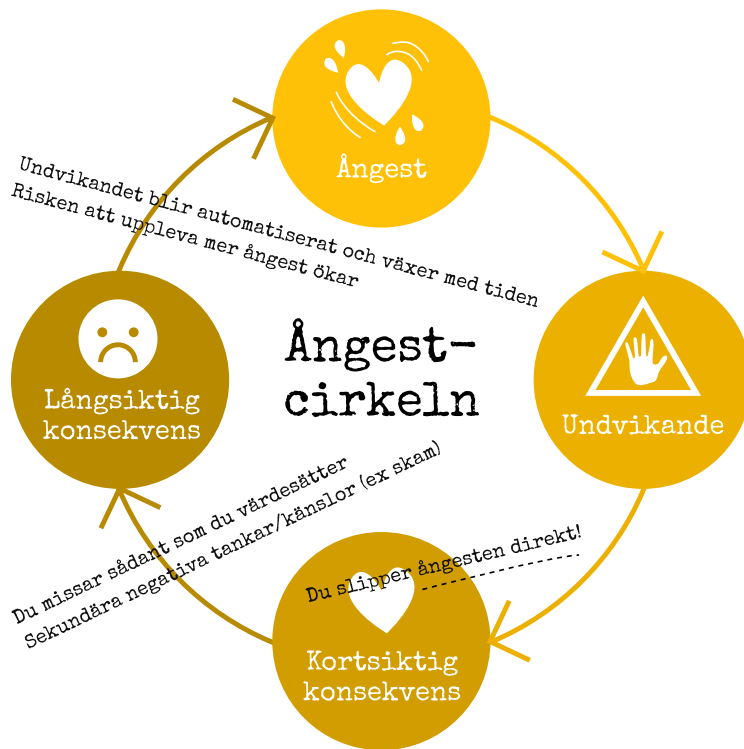 Ångest
Undvikandet blir automatiserat och växer med tiden
Risken att uppleva mer ångest ökar
Ångest-
cirkeln
Långsiktig
konsekvens
Undvikande
Du missar sådant som du värdesätter
Sekundära negativa tankar/känslor (ex skam)
Du slipper ångesten direkt!
Kortsiktig
konsekvens